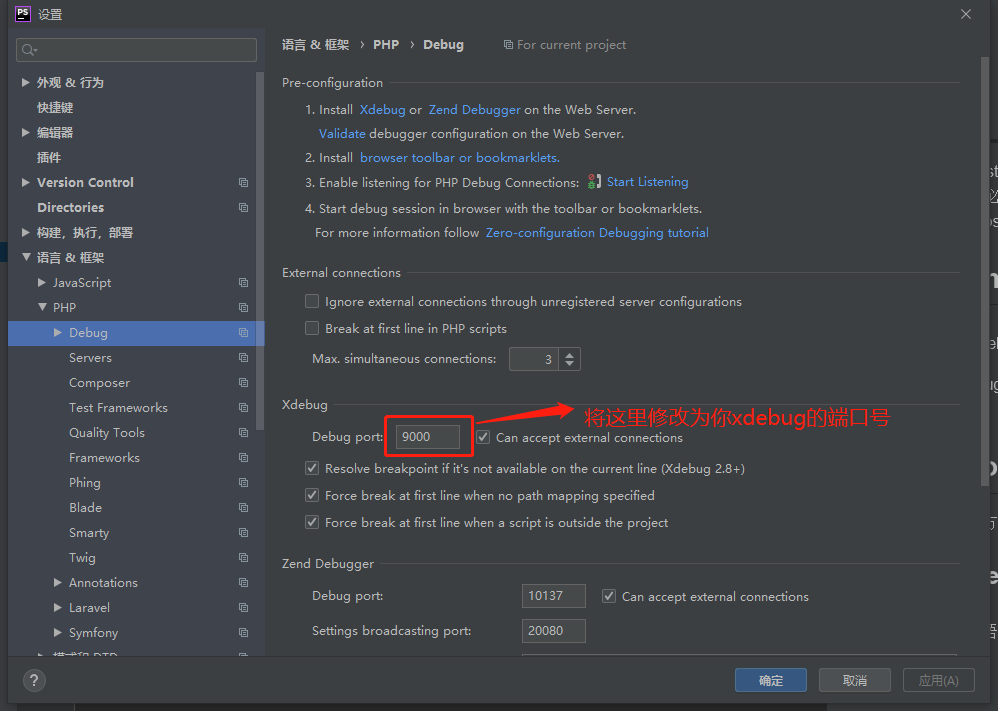 PS 设置
语言 & 框架 › PHP › Debug For current project
外观 & 行为
快捷键
编辑器
插件
Version Control
Directories
构建，执行，部署
语言 & 框架
JavaScript
PHP
Debug
Servers
Composer
Test Frameworks
Quality Tools
Frameworks
Phing
Blade
Smarty
Twig
Annotations
Laravel
Symfony
Pre-configuration
1. Install Xdebug or Zend Debugger on the Web Server.
Validate debugger configuration on the Web Server.
2. Install browser toolbar or bookmarklets.
3. Enable listening for PHP Debug Connections: Start Listening
4. Start debug session in browser with the toolbar or bookmarklets.
For more information follow Zero-configuration Debugging tutorial
External connections
Ignore external connections through unregistered server configurations
Break at first line in PHP scripts
Max. simultaneous connections: 3
Xdebug
将这里修改为你xdebug的端口号
Debug port: 9000 Can accept external connections
Resolve breakpoint if it's not available on the current line (Xdebug 2.8+)
Force break at first line when no path mapping specified
Force break at first line when a script is outside the project
Zend Debugger
Debug port: 10137 Can accept external connections
Settings broadcasting port: 20080
? 确定 取消 应用(A)